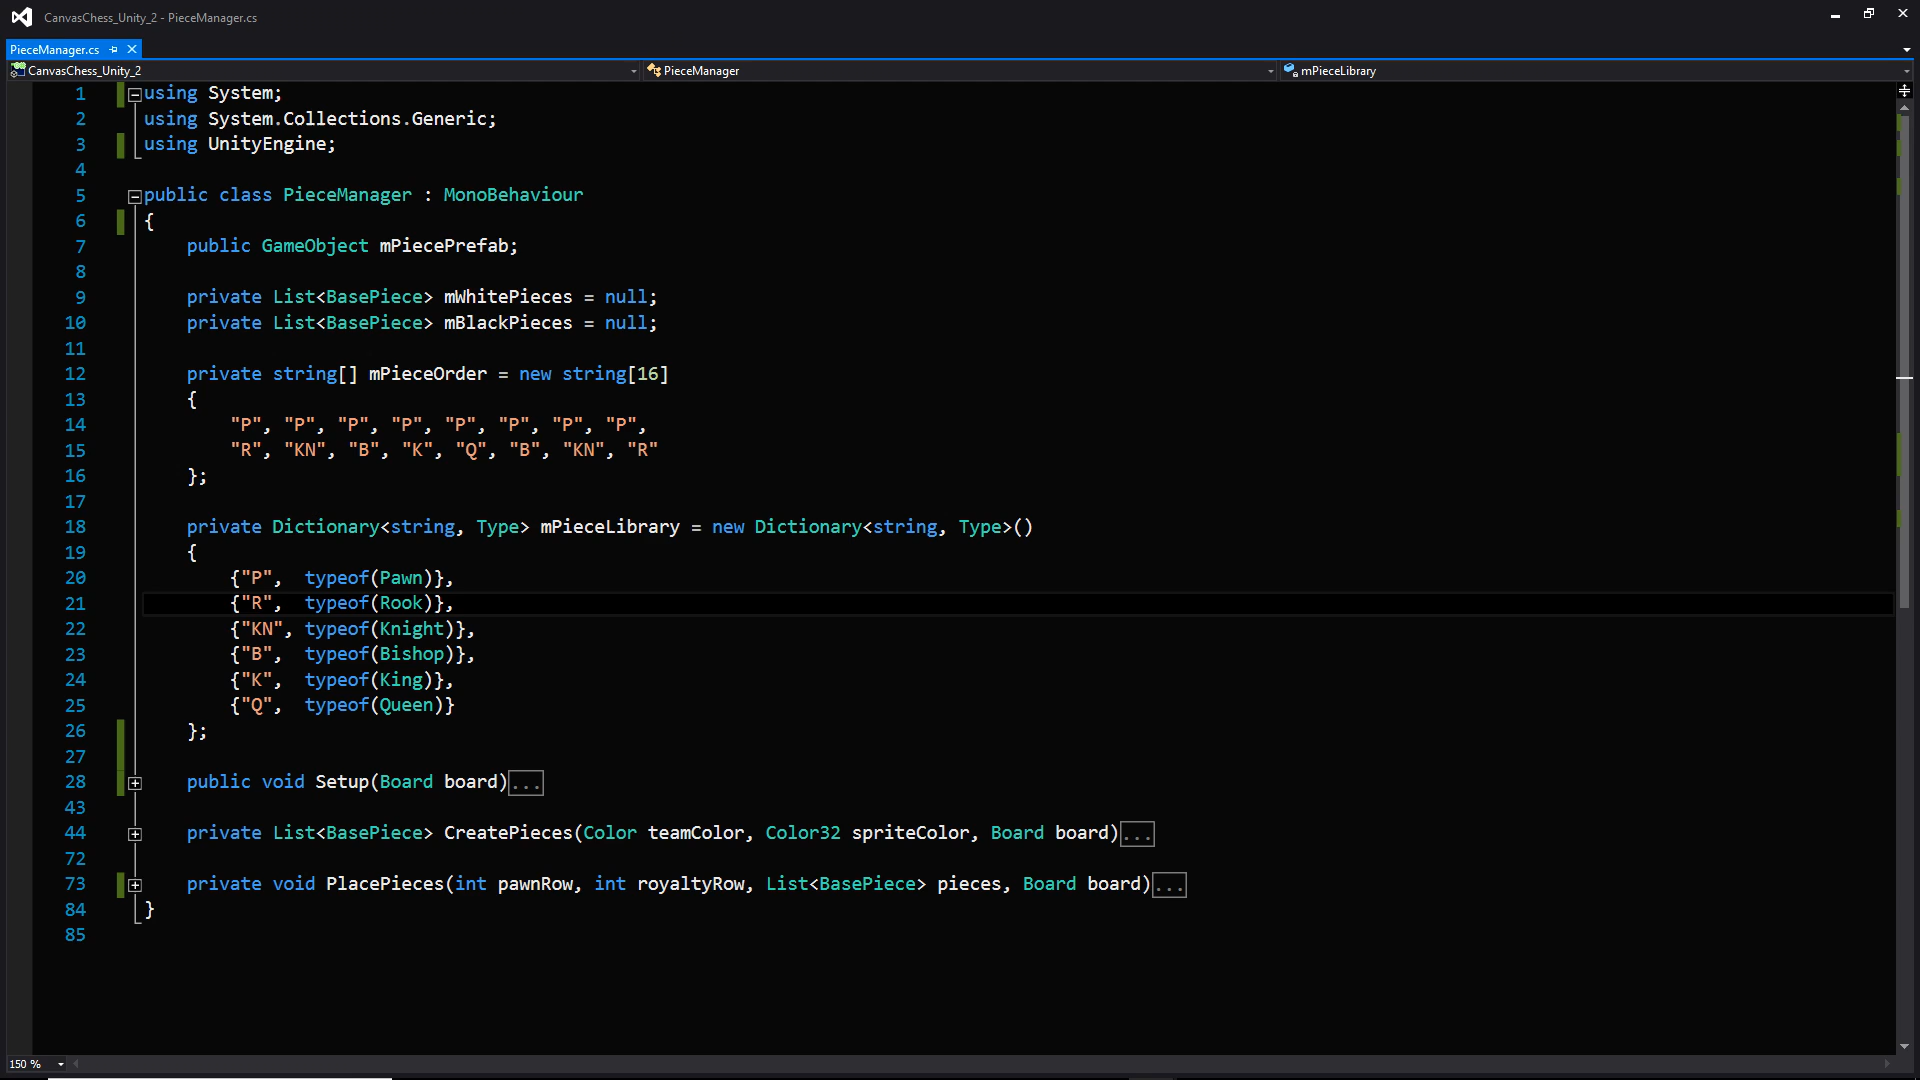 CanvasChess_Unity_2 - PieceManager.cs
PieceManager.cs
CanvasChess_Unity_2 PieceManager mPieceLibrary
1 using System;
2 using System.Collections.Generic;
3 using UnityEngine;
4
5 public class PieceManager : MonoBehaviour
6 {
7 public GameObject mPiecePrefab;
8
9 private List<BasePiece> mWhitePieces = null;
10 private List<BasePiece> mBlackPieces = null;
11
12 private string[] mPieceOrder = new string[16]
13 {
14 "P", "P", "P", "P", "P", "P", "P", "P",
15 "R", "KN", "B", "K", "Q", "B", "KN", "R"
16 };
17
18 private Dictionary<string, Type> mPieceLibrary = new Dictionary<string, Type>()
19 {
20 {"P", typeof(Pawn)},
21 {"R", typeof(Rook)},
22 {"KN", typeof(Knight)},
23 {"B", typeof(Bishop)},
24 {"K", typeof(King)},
25 {"Q", typeof(Queen)}
26 };
27
28 public void Setup(Board board)...
43
44 private List<BasePiece> CreatePieces(Color teamColor, Color32 spriteColor, Board board)...
72
73 private void PlacePieces(int pawnRow, int royaltyRow, List<BasePiece> pieces, Board board)...
84 }
85
150 %